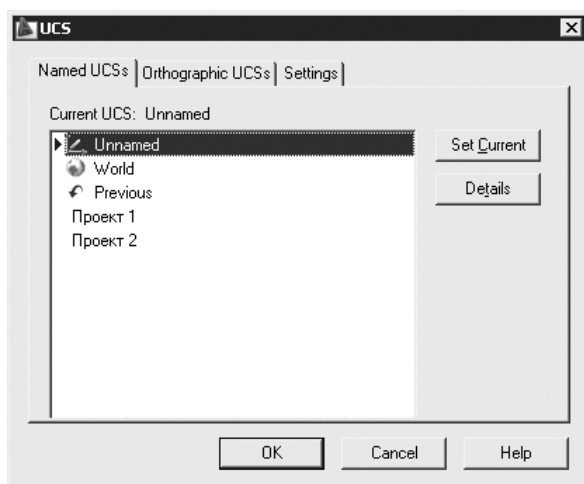 UCS
Named UCSs Orthographic UCSs Settings
Current UCS: Unnamed
Unnamed
World
Previous
Проект 1
Проект 2
Set Current
Details
OK Cancel Help